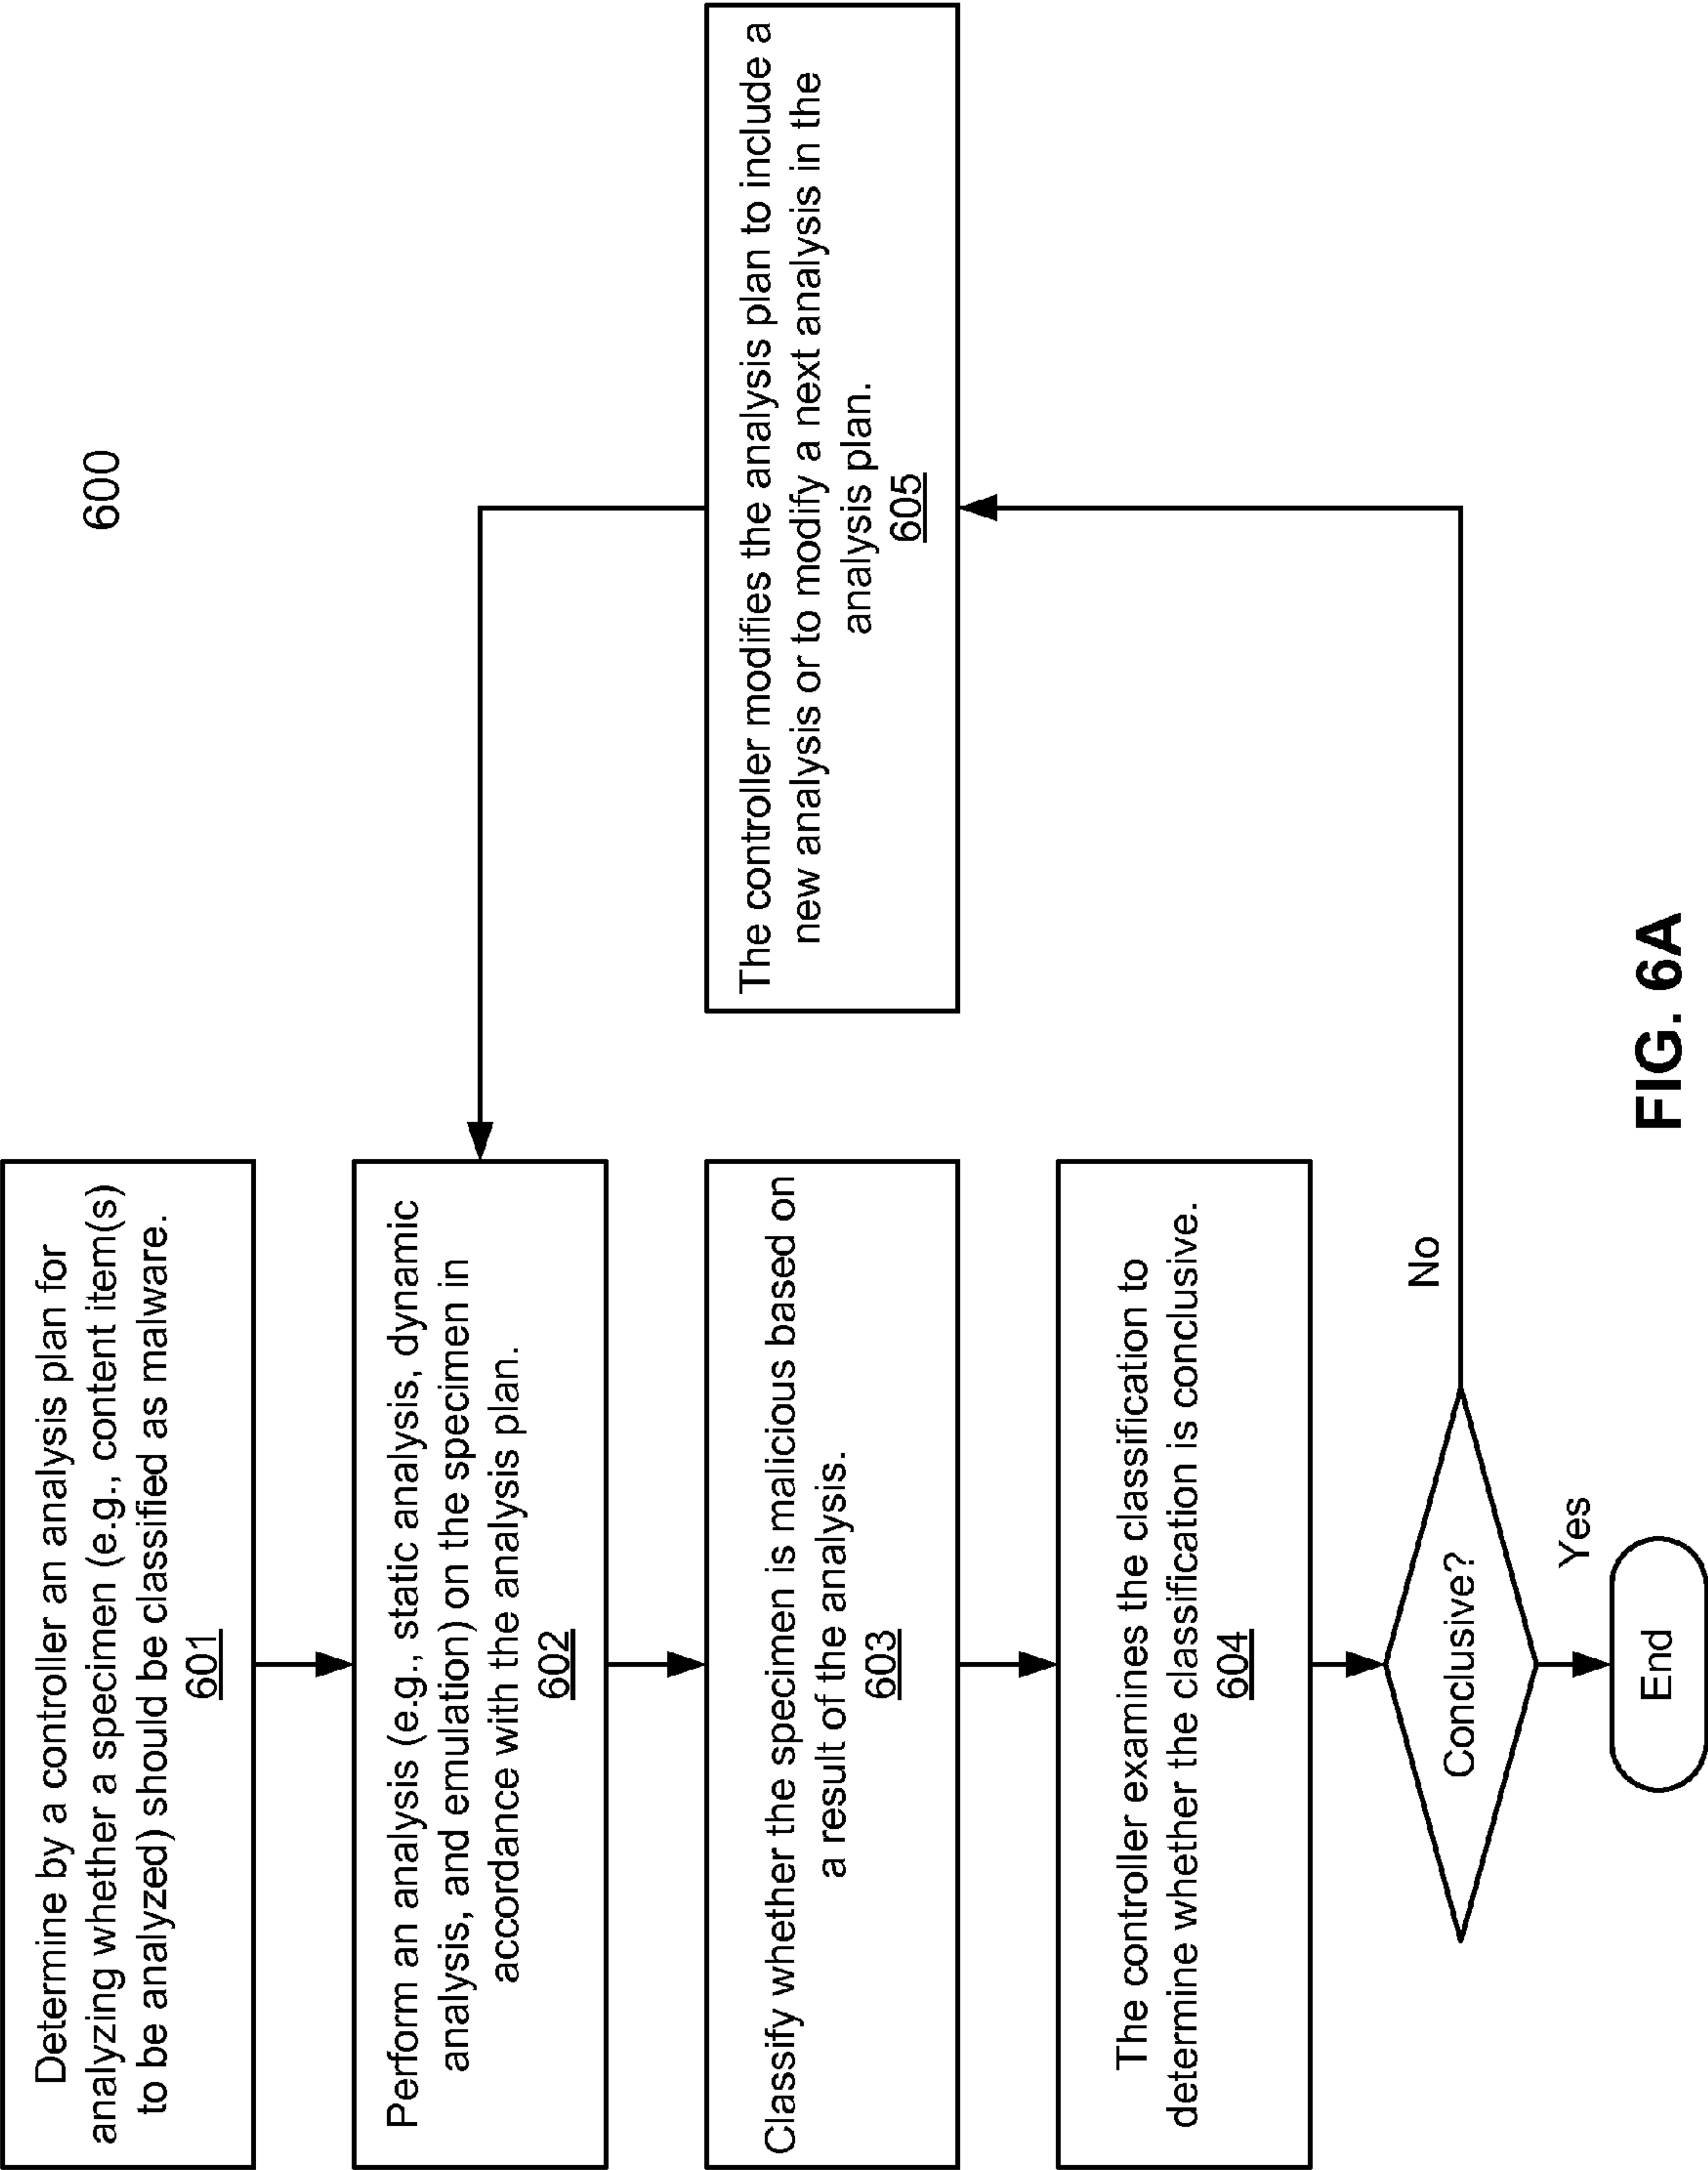 600
Determine by a controller an analysis plan for
analyzing whether a specimen (e.g., content item(s)
to be analyzed) should be classified as malware.
601
Perform an analysis (e.g., static analysis, dynamic
analysis, and emulation) on the specimen in
accordance with the analysis plan.
602
Classify whether the specimen is malicious based on
a result of the analysis.
603
The controller examines the classification to
determine whether the classification is conclusive.
604
Conclusive?
No
Yes
End
The controller modifies the analysis plan to include a
new analysis or to modify a next analysis in the
analysis plan.
605
FIG. 6A